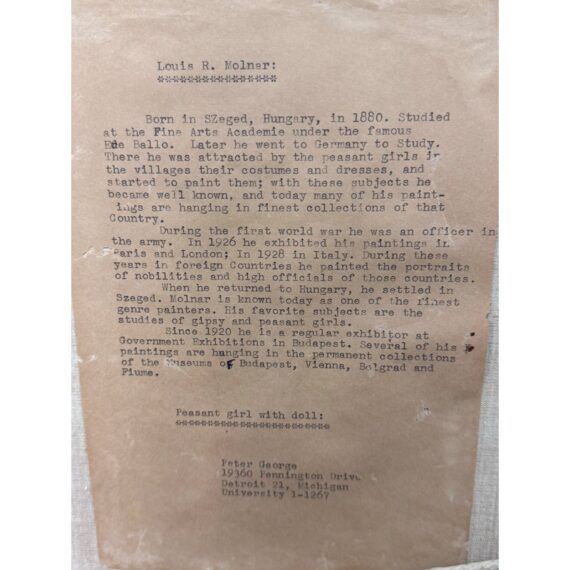 Louis R. Molnar:
****************
Born in SZeged, Hungary, in 1880. Studied
at the Fine Arts Academie under the famous
Ede Ballo. Later he went to Germany to Study.
There he was attracted by the peasant girls in
the villages their costumes and dresses, and
started to paint them; with these subjects he
became well known, and today many of his paint-
ings are hanging in finest collections of that
Country.
During the first world war he was an officer in
the army. In 1926 he exhibited his paintings in
Paris and London; In 1928 in Italy. During these
years in foreign Countries he painted the portraits
of nobilities and high officials of those countries.
When he returned to Hungary, he settled in
Szeged. Molnar is known today as one of the finest
genre painters. His favorite subjects are the
studies of gipsy and peasant girls.
Since 1920 he is a regular exhibitor at
Government Exhibitions in Budapest. Several of his
paintings are hanging in the permanent collections
of the Museums of Budapest, Vienna, Belgrad and
Fiume.
Peasant girl with doll:
***********************
Peter George
19360 Pennington Drive
Detroit 21, Michigan
University 1-1267